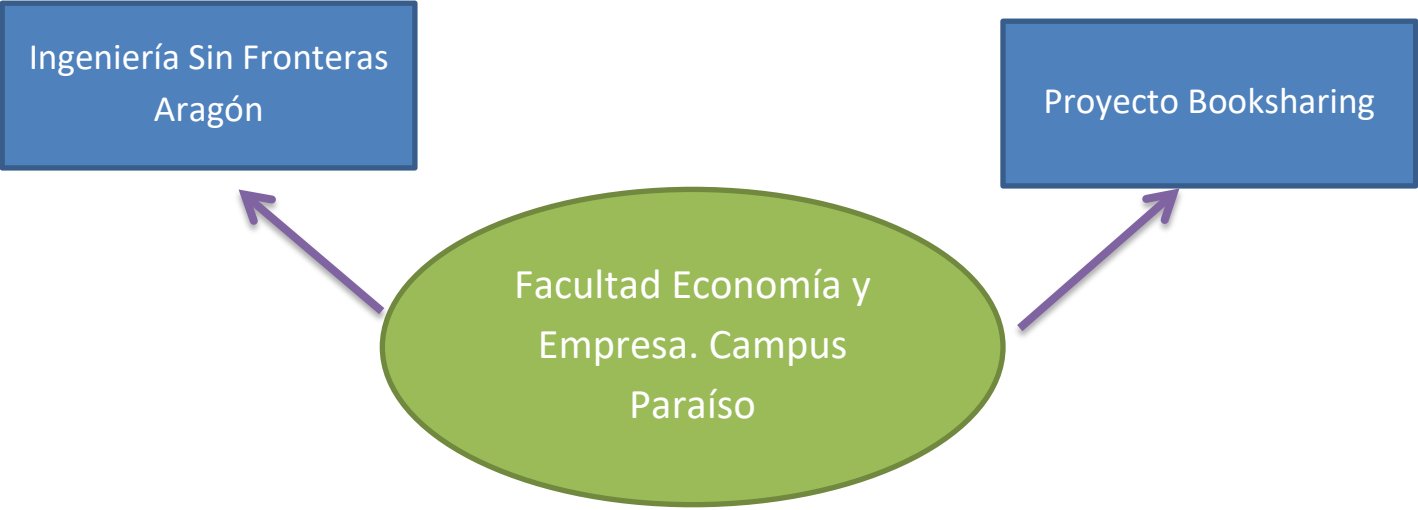 Ingeniería Sin Fronteras
Aragón
Proyecto Booksharing
Facultad Economía y
Empresa. Campus
Paraíso